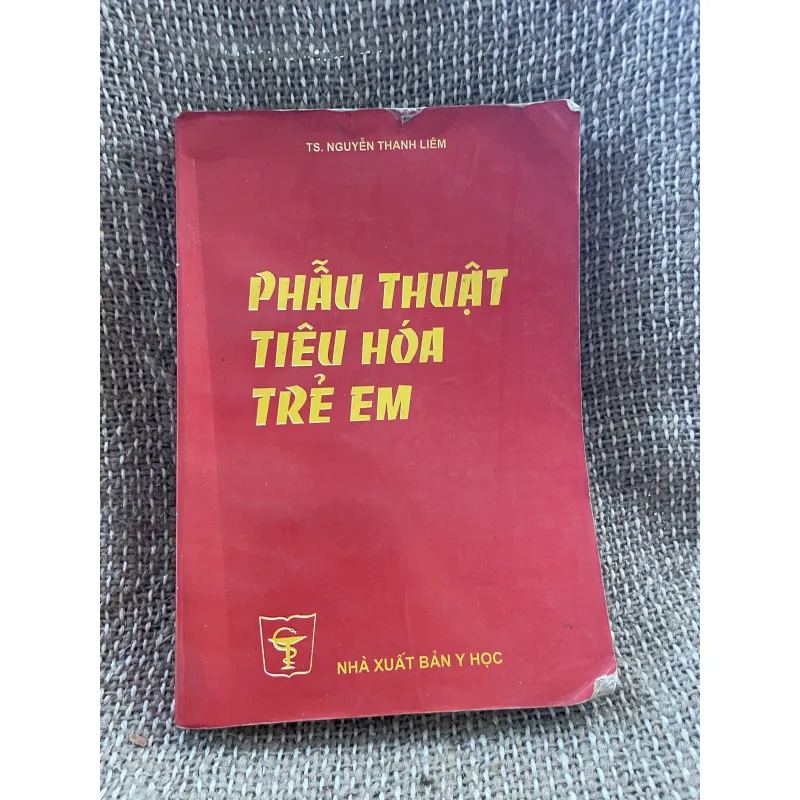 TS. NGUYỄN THANH LIÊM
PHẪU THUẬT
TIÊU HÓA
TRẺ EM
NHÀ XUẤT BẢN Y HỌC